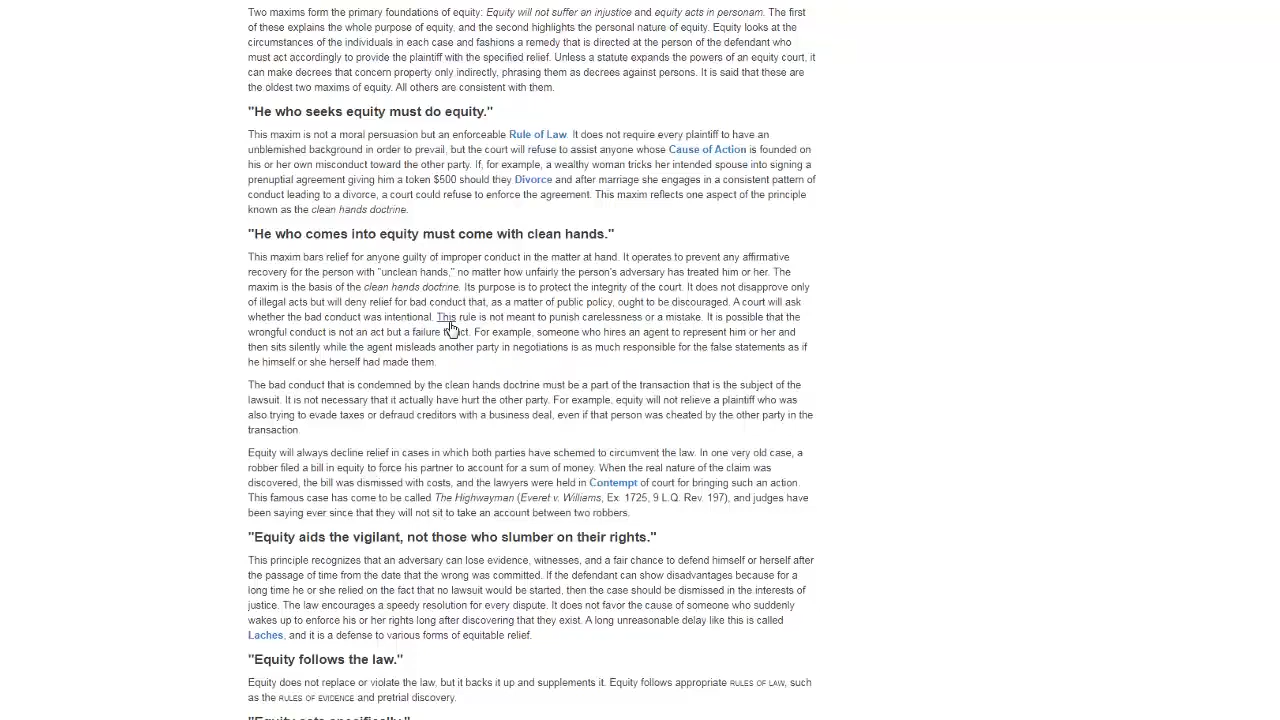 Two maxims form the primary foundations of equity: Equity will not suffer an injustice and equity acts in personam. The first
of these explains the whole purpose of equity, and the second highlights the personal nature of equity. Equity looks at the
circumstances of the individuals in each case and fashions a remedy that is directed at the person of the defendant who
must act accordingly to provide the plaintiff with the specified relief. Unless a statute expands the powers of an equity court, it
can make decrees that concern property only indirectly, phrasing them as decrees against persons. It is said that these are
the oldest two maxims of equity. All others are consistent with them.
"He who seeks equity must do equity."
This maxim is not a moral persuasion but an enforceable Rule of Law. It does not require every plaintiff to have an
unblemished background in order to prevail, but the court will refuse to assist anyone whose Cause of Action is founded on
his or her own misconduct toward the other party. If, for example, a wealthy woman tricks her intended spouse into signing a
prenuptial agreement giving him a token $500 should they Divorce and after marriage she engages in a consistent pattern of
conduct leading to a divorce, a court could refuse to enforce the agreement. This maxim reflects one aspect of the principle
known as the clean hands doctrine.
"He who comes into equity must come with clean hands."
This maxim bars relief for anyone guilty of improper conduct in the matter at hand. It operates to prevent any affirmative
recovery for the person with "unclean hands," no matter how unfairly the person's adversary has treated him or her. The
maxim is the basis of the clean hands doctrine. Its purpose is to protect the integrity of the court. It does not disapprove only
of illegal acts but will deny relief for bad conduct that, as a matter of public policy, ought to be discouraged. A court will ask
whether the bad conduct was intentional. This rule is not meant to punish carelessness or a mistake. It is possible that the
wrongful conduct is not an act but a failure act. For example, someone who hires an agent to represent him or her and
then sits silently while the agent misleads another party in negotiations is as much responsible for the false statements as if
he himself or she herself had made them.
The bad conduct that is condemned by the clean hands doctrine must be a part of the transaction that is the subject of the
lawsuit. It is not necessary that it actually have hurt the other party. For example, equity will not relieve a plaintiff who was
also trying to evade taxes or defraud creditors with a business deal, even if that person was cheated by the other party in the
transaction.
Equity will always decline relief in cases in which both parties have schemed to circumvent the law. In one very old case, a
robber filed a bill in equity to force his partner to account for a sum of money. When the real nature of the claim was
discovered, the bill was dismissed with costs, and the lawyers were held in Contempt of court for bringing such an action.
This famous case has come to be called The Highwayman (Everet v. Williams, Ex. 1725, 9 L.Q. Rev. 197), and judges have
been saying ever since that they will not sit to take an account between two robbers.
"Equity aids the vigilant, not those who slumber on their rights."
This principle recognizes that an adversary can lose evidence, witnesses, and a fair chance to defend himself or herself after
the passage of time from the date that the wrong was committed. If the defendant can show disadvantages because for a
long time he or she relied on the fact that no lawsuit would be started, then the case should be dismissed in the interests of
justice. The law encourages a speedy resolution for every dispute. It does not favor the cause of someone who suddenly
wakes up to enforce his or her rights long after discovering that they exist. A long unreasonable delay like this is called
Laches, and it is a defense to various forms of equitable relief.
"Equity follows the law."
Equity does not replace or violate the law, but it backs it up and supplements it. Equity follows appropriate RULES OF LAW, such
as the RULES OF EVIDENCE and pretrial discovery.
"Equity acts specifically."